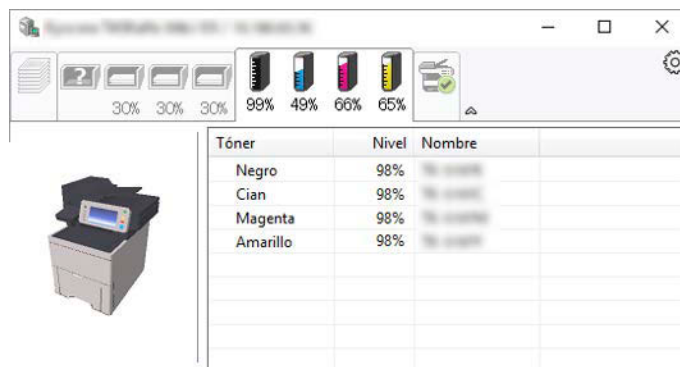 ?
30% 30% 30% 99% 49% 66% 65%
Tóner Nivel Nombre
Negro 98%
Cian 98%
Magenta 98%
Amarillo 98%